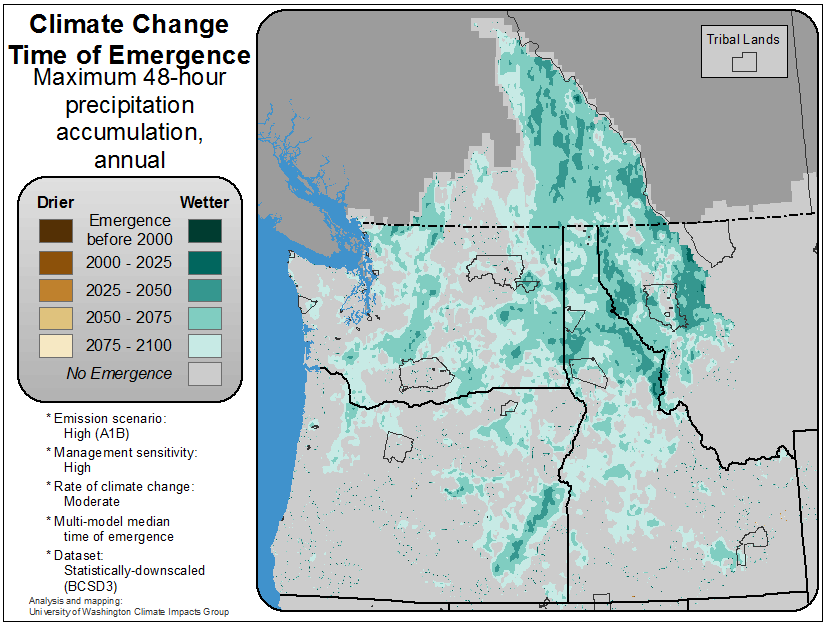 Climate Change
Time of Emergence
Maximum 48-hour
precipitation
accumulation,
annual
Drier
Wetter
Emergence
before 2000
2000 - 2025
2025 - 2050
2050 - 2075
2075 - 2100
No Emergence
* Emission scenario:
High (A1B)
* Management sensitivity:
High
* Rate of climate change:
Moderate
* Multi-model median
time of emergence
* Dataset:
Statistically-downscaled
(BCSD3)
Analysis and mapping:
University of Washington Climate Impacts Group
Tribal Lands